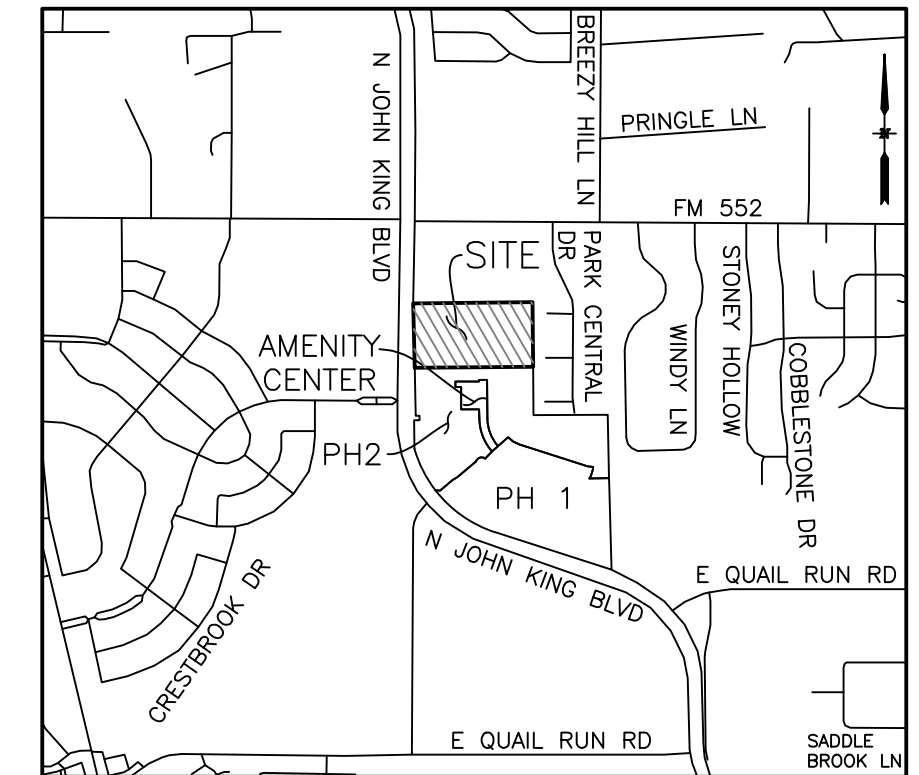 N JOHN KING BLVD
BREEZY HILL LN
PRINGLE LN
FM 552
SITE
PARK CENTRAL
DR
STONEY HOLLOW
WINDY LN
COBBLESTONE DR
AMENITY
CENTER
PH2
PH 1
N JOHN KING BLVD
E QUAIL RUN RD
CRESTBROOK DR
E QUAIL RUN RD
SADDLE
BROOK LN